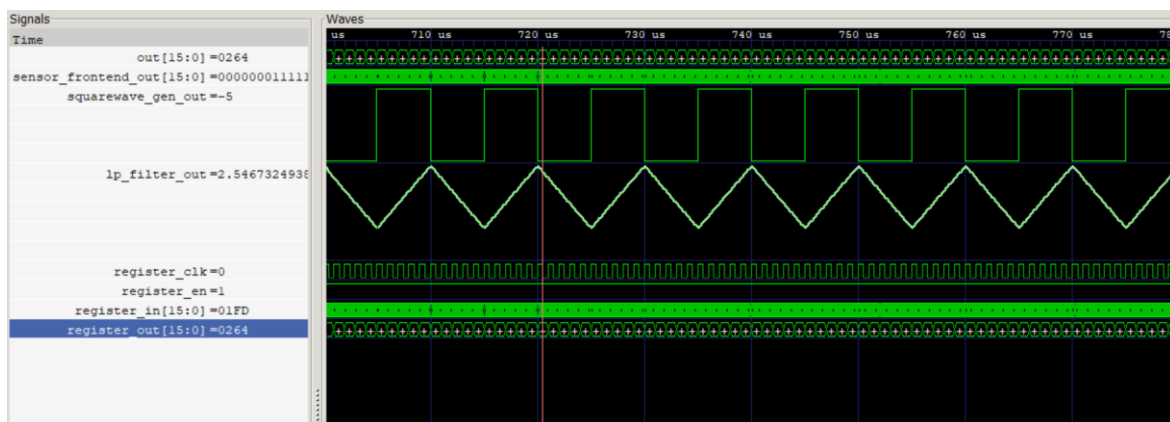 Signals
Waves
Time
us 710 us 720 us 730 us 740 us 750 us 760 us 770 us 78
out[15:0]=0264
sensor_frontend_out[15:0]=000000011111
squarewave_gen_out=-5
lp_filter_out=2.5467324938
register_clk=0
register_en=1
register_in[15:0]=01FD
register_out[15:0]=0264